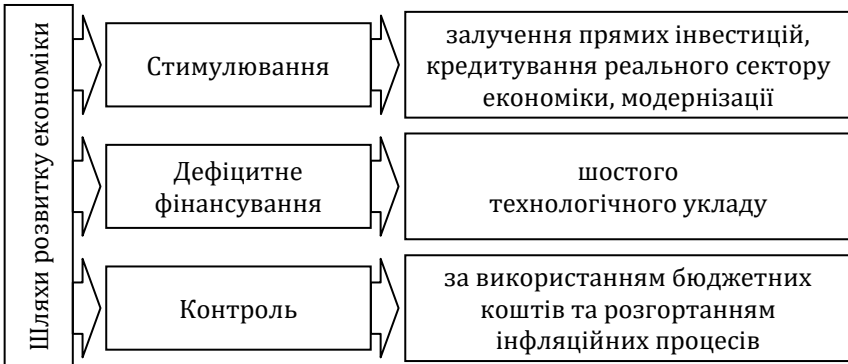 Шляхи розвитку економіки
Стимулювання
залучення прямих інвестицій,
кредитування реального сектору
економіки, модернізації
Дефіцитне
фінансування
шостого
технологічного укладу
Контроль
за використанням бюджетних
коштів та розгортанням
інфляційних процесів